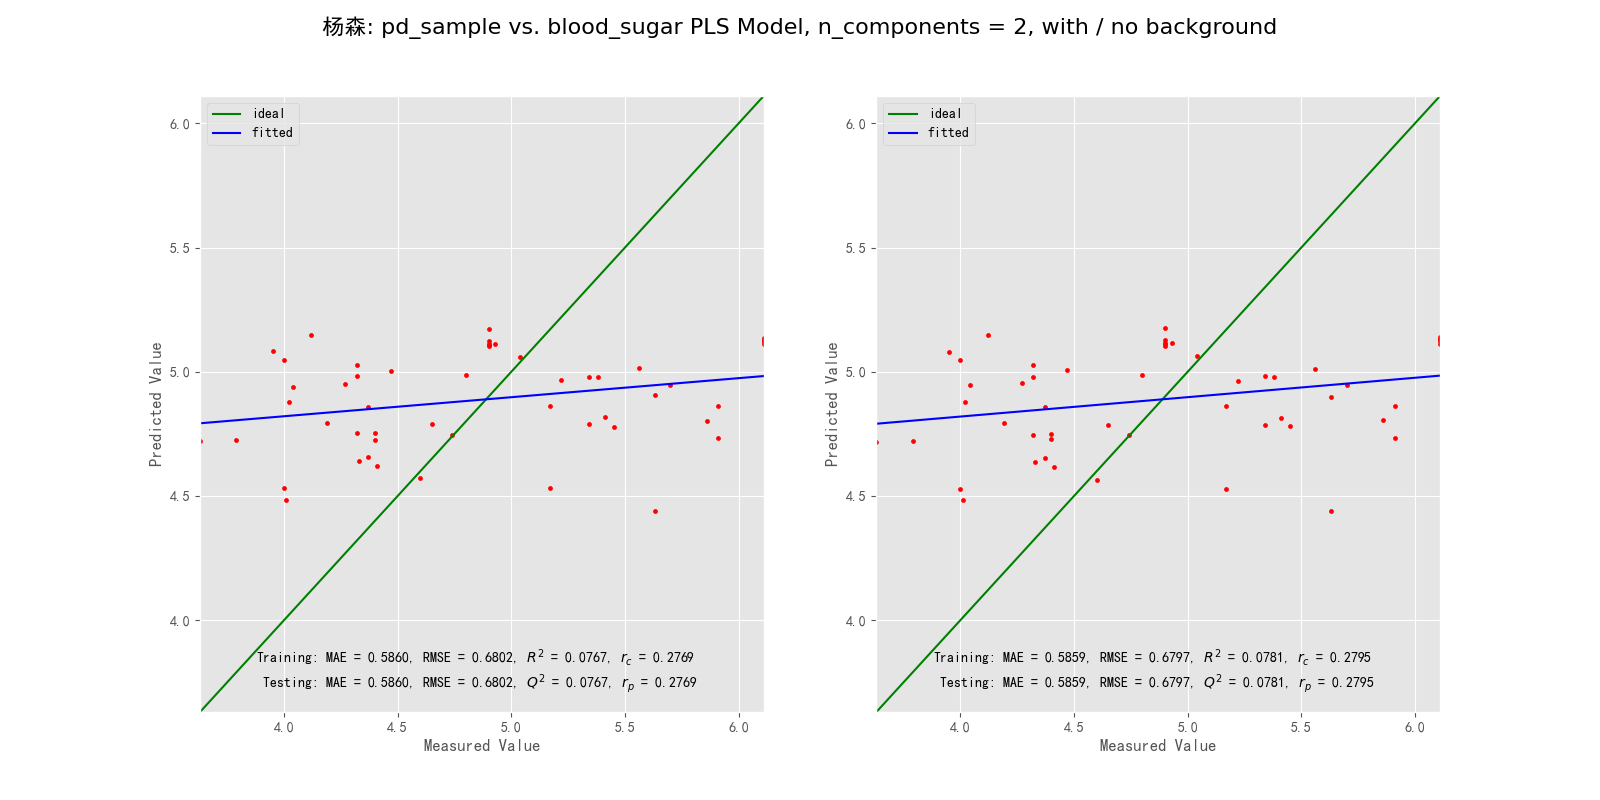 杨森: pd_sample vs. blood_sugar PLS Model, n_components = 2, with / no background
ideal
fitted
6.0
5.5
5.0
4.5
4.0
Predicted Value
Training: MAE = 0.5860, RMSE = 0.6802, R² = 0.0767, r_c = 0.2769
Testing: MAE = 0.5860, RMSE = 0.6802, Q² = 0.0767, r_p = 0.2769
4.0 4.5 5.0 5.5 6.0
Measured Value
ideal
fitted
6.0
5.5
5.0
4.5
4.0
Predicted Value
Training: MAE = 0.5859, RMSE = 0.6797, R² = 0.0781, r_c = 0.2795
Testing: MAE = 0.5859, RMSE = 0.6797, Q² = 0.0781, r_p = 0.2795
4.0 4.5 5.0 5.5 6.0
Measured Value